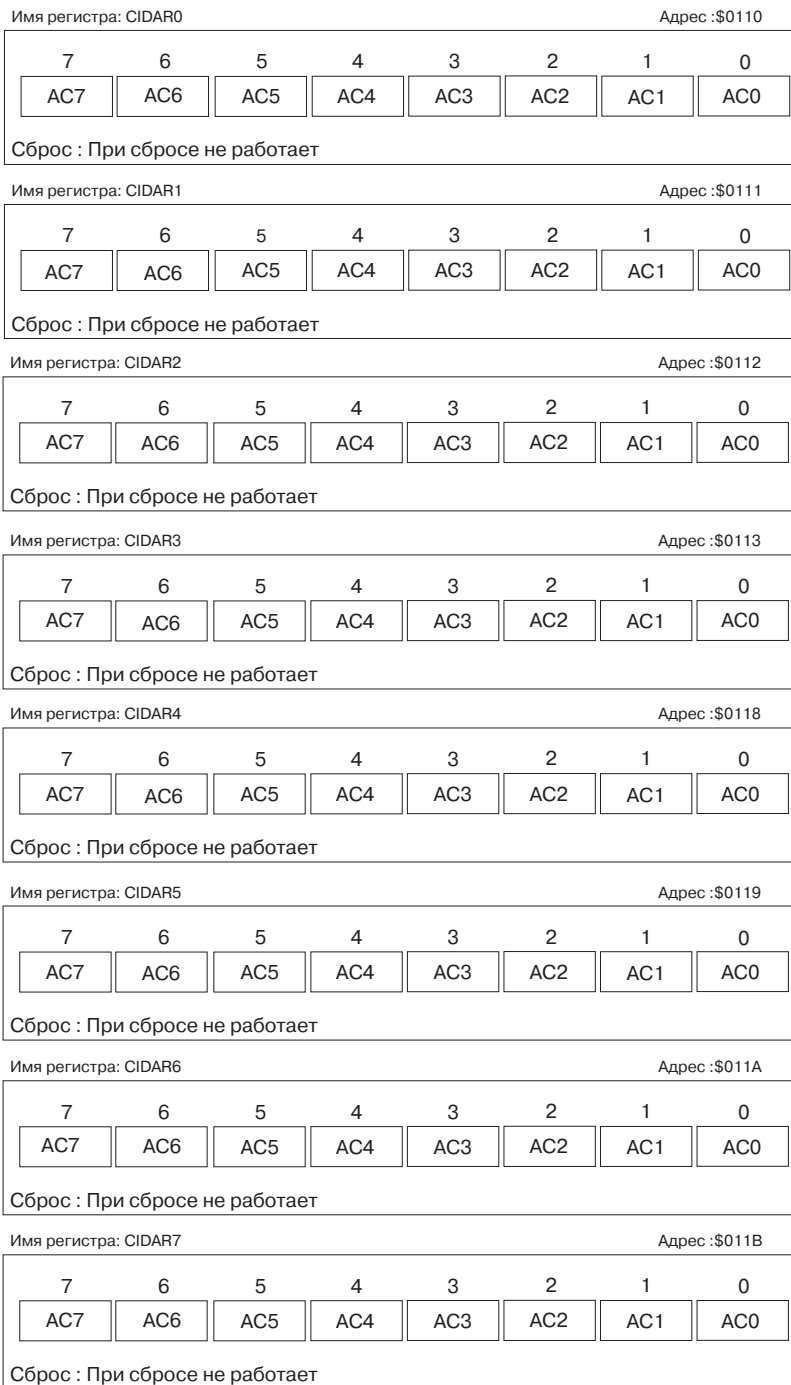 Имя регистра: CIDAR0 Адрес :$0110
7 6 5 4 3 2 1 0
AC7 AC6 AC5 AC4 AC3 AC2 AC1 AC0
Сброс : При сбросе не работает
Имя регистра: CIDAR1 Адрес :$0111
7 6 5 4 3 2 1 0
AC7 AC6 AC5 AC4 AC3 AC2 AC1 AC0
Сброс : При сбросе не работает
Имя регистра: CIDAR2 Адрес :$0112
7 6 5 4 3 2 1 0
AC7 AC6 AC5 AC4 AC3 AC2 AC1 AC0
Сброс : При сбросе не работает
Имя регистра: CIDAR3 Адрес :$0113
7 6 5 4 3 2 1 0
AC7 AC6 AC5 AC4 AC3 AC2 AC1 AC0
Сброс : При сбросе не работает
Имя регистра: CIDAR4 Адрес :$0118
7 6 5 4 3 2 1 0
AC7 AC6 AC5 AC4 AC3 AC2 AC1 AC0
Сброс : При сбросе не работает
Имя регистра: CIDAR5 Адрес :$0119
7 6 5 4 3 2 1 0
AC7 AC6 AC5 AC4 AC3 AC2 AC1 AC0
Сброс : При сбросе не работает
Имя регистра: CIDAR6 Адрес :$011A
7 6 5 4 3 2 1 0
AC7 AC6 AC5 AC4 AC3 AC2 AC1 AC0
Сброс : При сбросе не работает
Имя регистра: CIDAR7 Адрес :$011B
7 6 5 4 3 2 1 0
AC7 AC6 AC5 AC4 AC3 AC2 AC1 AC0
Сброс : При сбросе не работает